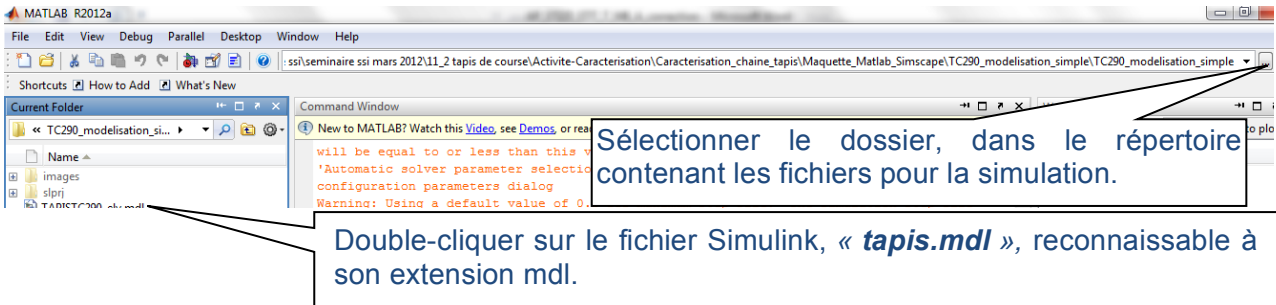 MATLAB R2012a
File Edit View Debug Parallel Desktop Window Help
ssi\seminaire ssi mars 2012\11_2 tapis de course\Activite-Caracterisation\Caracterisation_chaine_tapis\Maquette_Matlab_Simscape\TC290_modelisation_simple\TC290_modelisation_simple
Shortcuts How to Add What's New
Current Folder
Command Window
« TC290_modelisation_si...
New to MATLAB? Watch this Video, see Demos, or rea
to plo
Name
images
slprj
TAPISTC290
will be equal to or less than this v
'Automatic solver parameter selectio
configuration parameters dialog
Warning: Using a default value of 0.
Sélectionner le dossier, dans le répertoire
contenant les fichiers pour la simulation.
Double-cliquer sur le fichier Simulink, « tapis.mdl », reconnaissable à
son extension mdl.